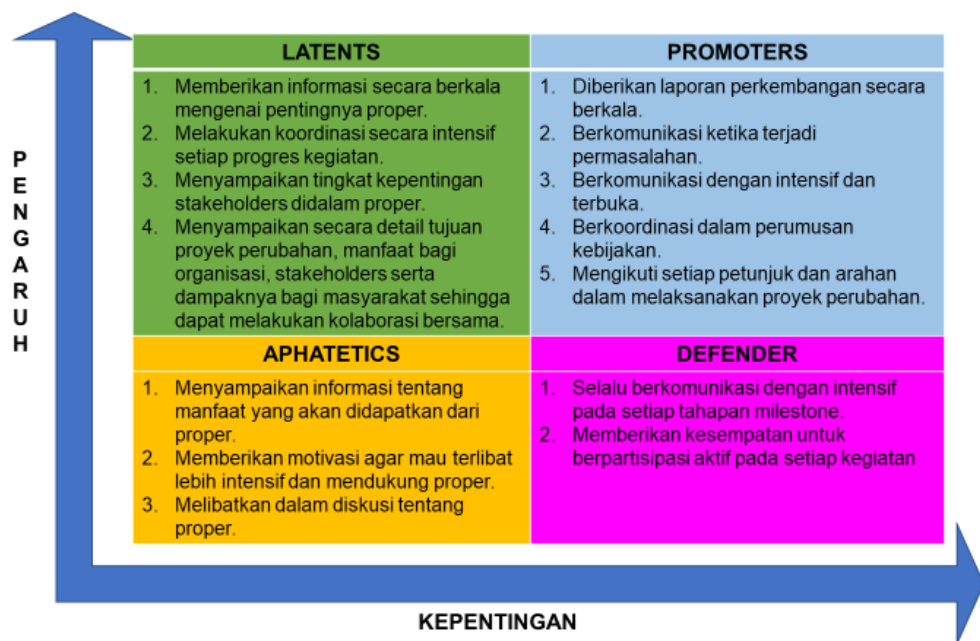 PENGARUH
LATENTS
1. Memberikan informasi secara berkala
mengenai pentingnya proper.
2. Melakukan koordinasi secara intensif
setiap progres kegiatan.
3. Menyampaikan tingkat kepentingan
stakeholders didalam proper.
4. Menyampaikan secara detail tujuan
proyek perubahan, manfaat bagi
organisasi, stakeholders serta
dampaknya bagi masyarakat sehingga
dapat melakukan kolaborasi bersama.
PROMOTERS
1. Diberikan laporan perkembangan secara
berkala.
2. Berkomunikasi ketika terjadi
permasalahan.
3. Berkomunikasi dengan intensif dan
terbuka.
4. Berkoordinasi dalam perumusan
kebijakan.
5. Mengikuti setiap petunjuk dan arahan
dalam melaksanakan proyek perubahan.
APHATETICS
1. Menyampaikan informasi tentang
manfaat yang akan didapatkan dari
proper.
2. Memberikan motivasi agar mau terlibat
lebih intensif dan mendukung proper.
3. Melibatkan dalam diskusi tentang
proper.
DEFENDER
1. Selalu berkomunikasi dengan intensif
pada setiap tahapan milestone.
2. Memberikan kesempatan untuk
berpartisipasi aktif pada setiap kegiatan
KEPENTINGAN